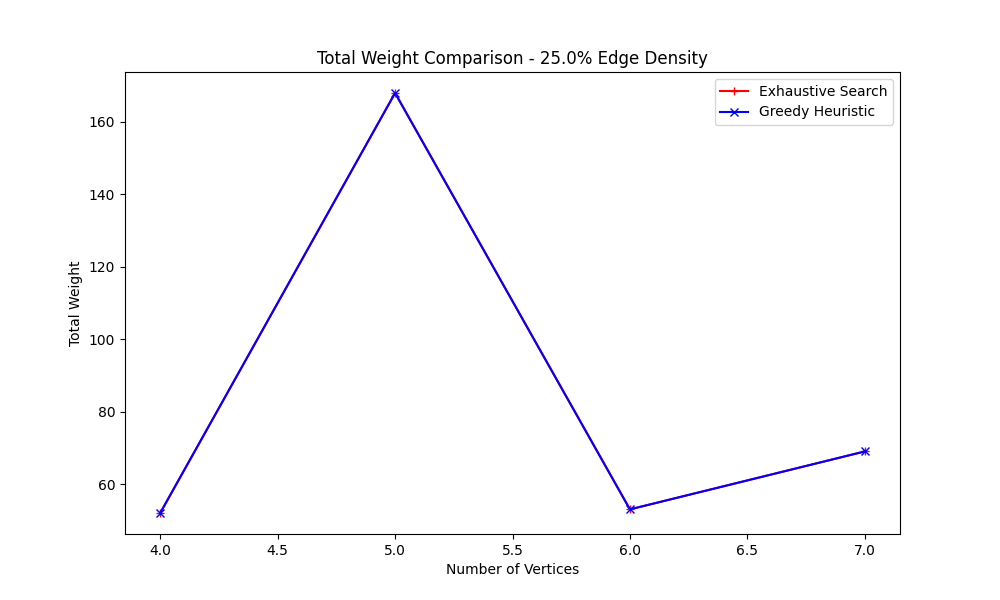 Total Weight Comparison - 25.0% Edge Density
Exhaustive Search
Greedy Heuristic
160
140
120
100
80
60
Total Weight
4.0 4.5 5.0 5.5 6.0 6.5 7.0
Number of Vertices